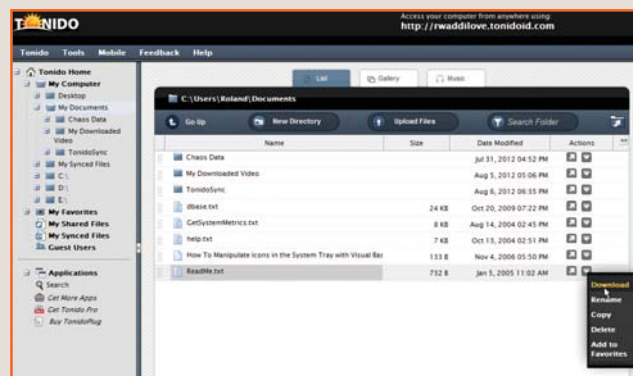 TONIDO
Access your computer from anywhere using:
http://rwaddilove.tonidoid.com
Tonido Tools Mobile Feedback Help
Tonido Home
My Computer
Desktop
My Documents
Chaos Data
My Downloaded
Video
TonidoSync
My Synced Files
C:\
D:\
E:\
My Favorites
My Shared Files
My Synced Files
Guest Users
Applications
Search
Get More Apps
Get Tonido Pro
Buy TonidoPlug
List Gallery Music
C:\Users\Roland\Documents
Go Up New Directory Upload Files Search Folder
Name Size Date Modified Actions
Chaos Data Jul 31, 2012 04:52 PM
My Downloaded Video Aug 5, 2012 05:06 PM
TonidoSync Aug 6, 2012 06:35 PM
dbase.txt 24 KB Oct 20, 2009 07:22 PM
GetSystemMetrics.txt 8 KB Aug 14, 2004 02:45 PM
help.txt 7 KB Oct 13, 2004 02:51 PM
How To Manipulate Icons in the System Tray with Visual Bas 133 B Nov 4, 2006 05:50 PM
ReadMe.txt 732 B Jan 5, 2005 11:02 AM
Download
Rename
Copy
Delete
Add to
Favorites